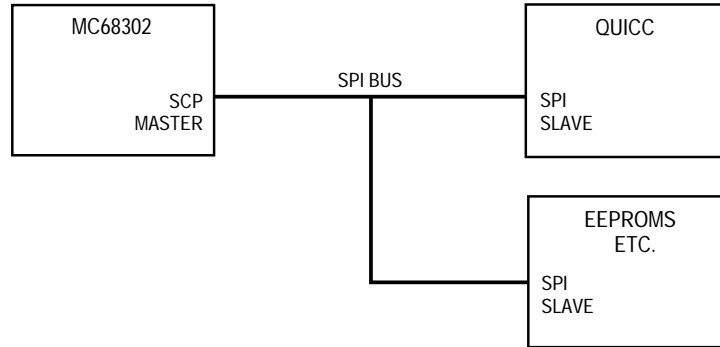 MC68302
SCP
MASTER
SPI BUS
QUICC
SPI
SLAVE
EEPROMS
ETC.
SPI
SLAVE